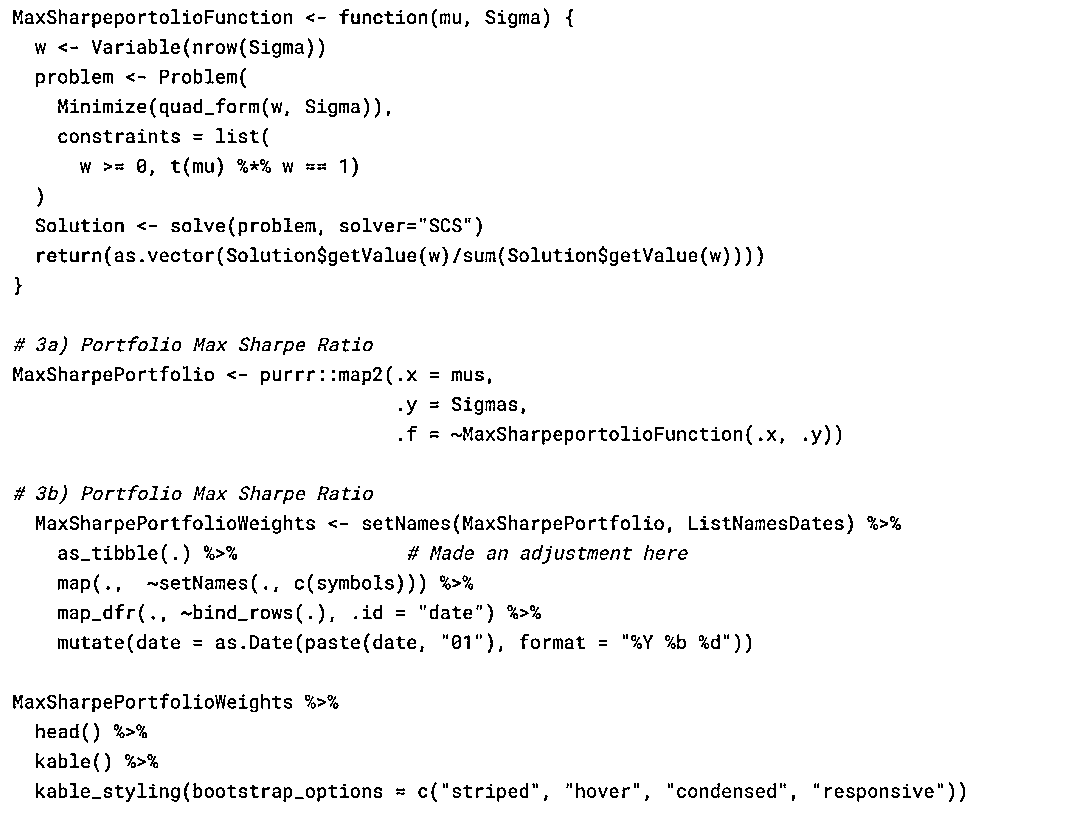 MaxSharpeportolioFunction <- function(mu, Sigma) {
  w <- Variable(nrow(Sigma))
  problem <- Problem(
    Minimize(quad_form(w, Sigma)),
    constraints = list(
      w >= 0, t(mu) %*% w == 1)
  )
  Solution <- solve(problem, solver="SCS")
  return(as.vector(Solution$getValue(w)/sum(Solution$getValue(w))))
}

# 3a) Portfolio Max Sharpe Ratio
MaxSharpePortfolio <- purrr::map2(.x = mus,
                                  .y = Sigmas,
                                  .f = ~MaxSharpeportolioFunction(.x, .y))

# 3b) Portfolio Max Sharpe Ratio
  MaxSharpePortfolioWeights <- setNames(MaxSharpePortfolio, ListNamesDates) %>%
    as_tibble(.) %>%               # Made an adjustment here
    map(.,  ~setNames(., c(symbols))) %>%
    map_dfr(., ~bind_rows(.), .id = "date") %>%
    mutate(date = as.Date(paste(date, "01"), format = "%Y %b %d"))

MaxSharpePortfolioWeights %>%
  head() %>%
  kable() %>%
  kable_styling(bootstrap_options = c("striped", "hover", "condensed", "responsive"))